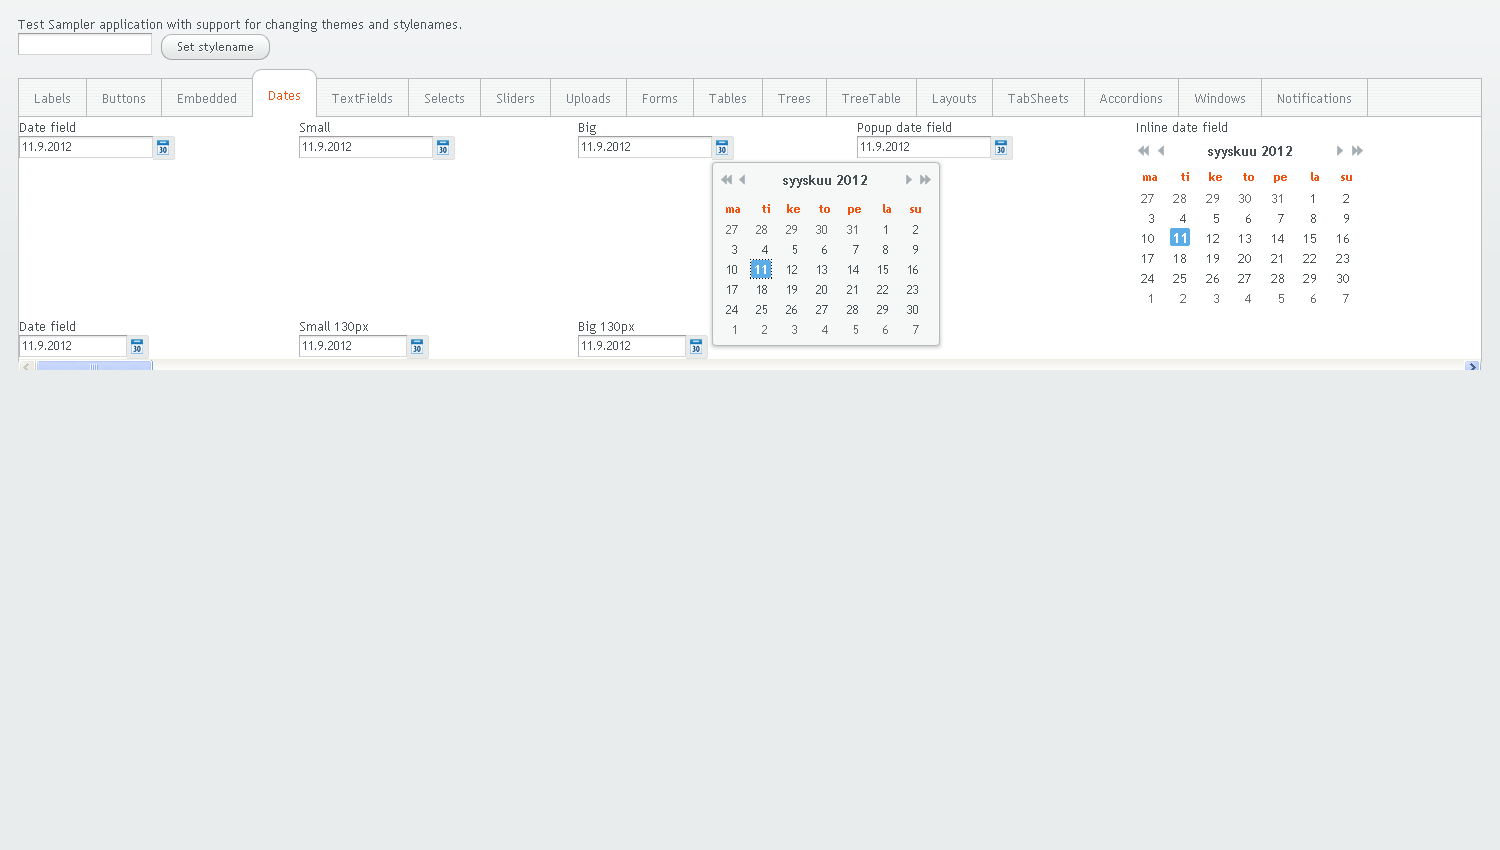 Test Sampler application with support for changing themes and stylenames.
Set stylename
Labels Buttons Embedded Dates TextFields Selects Sliders Uploads Forms Tables Trees TreeTable Layouts TabSheets Accordions Windows Notifications
Date field Small Big Popup date field Inline date field
11.9.2012 30 11.9.2012 30 11.9.2012 30 11.9.2012 30
syyskuu 2012
ma ti ke to pe la su
27 28 29 30 31 1 2
3 4 5 6 7 8 9
10 11 12 13 14 15 16
17 18 19 20 21 22 23
24 25 26 27 28 29 30
1 2 3 4 5 6 7
syyskuu 2012
ma ti ke to pe la su
27 28 29 30 31 1 2
3 4 5 6 7 8 9
10 11 12 13 14 15 16
17 18 19 20 21 22 23
24 25 26 27 28 29 30
1 2 3 4 5 6 7
Date field Small 130px Big 130px
11.9.2012 30 11.9.2012 30 11.9.2012 30